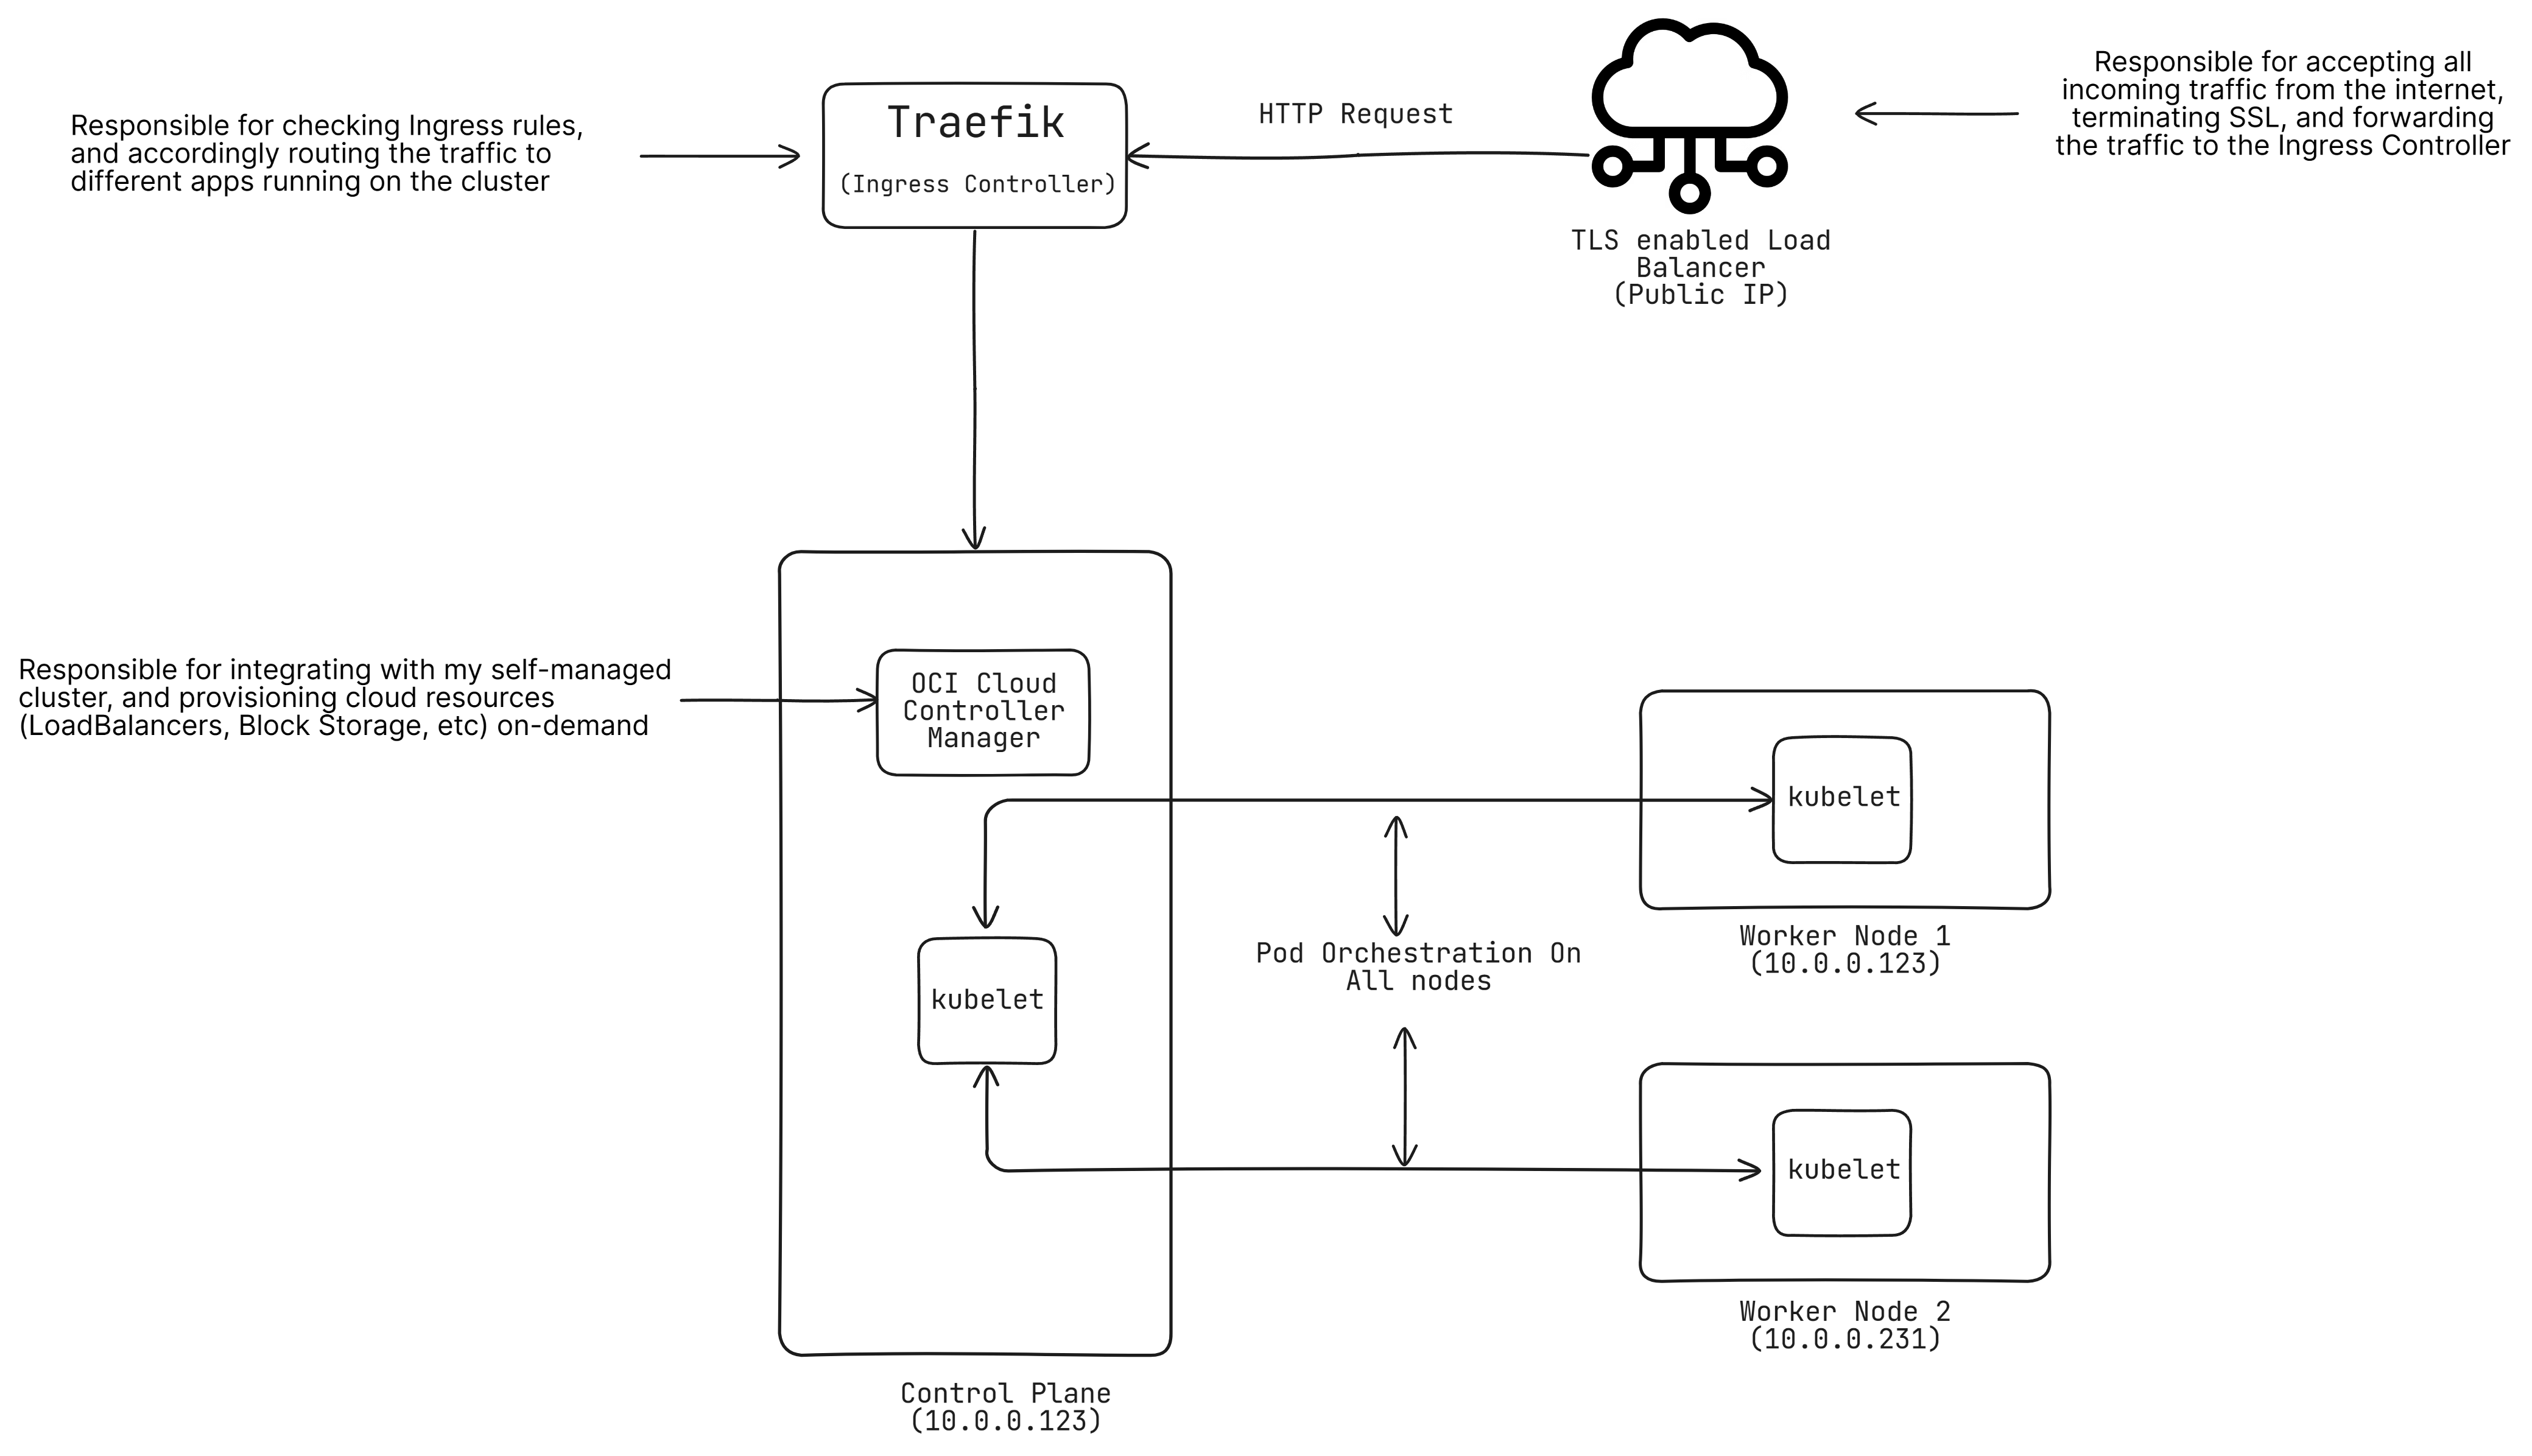 Responsible for checking Ingress rules,
and accordingly routing the traffic to
different apps running on the cluster
Traefik
(Ingress Controller)
HTTP Request
TLS enabled Load
Balancer
(Public IP)
Responsible for accepting all
incoming traffic from the internet,
terminating SSL, and forwarding
the traffic to the Ingress Controller
Responsible for integrating with my self-managed
cluster, and provisioning cloud resources
(LoadBalancers, Block Storage, etc) on-demand
OCI Cloud
Controller
Manager
kubelet
Control Plane
(10.0.0.123)
Pod Orchestration On
All nodes
kubelet
Worker Node 1
(10.0.0.123)
kubelet
Worker Node 2
(10.0.0.231)